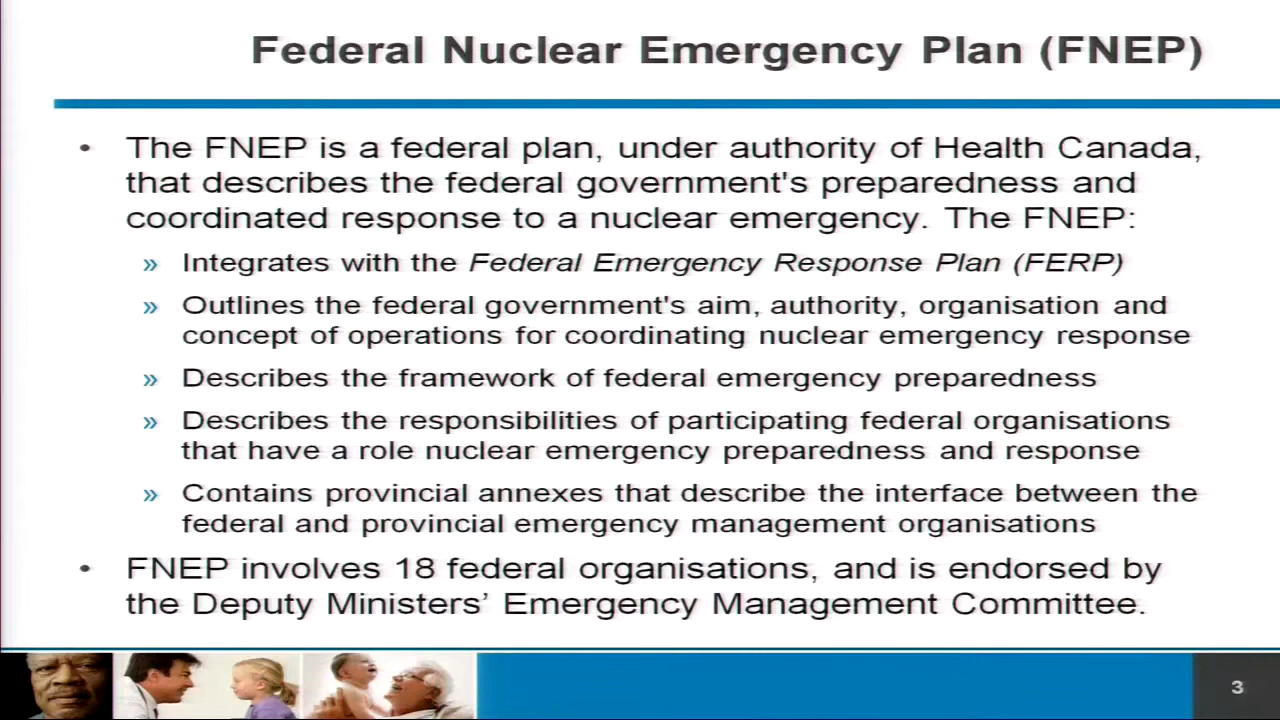 Federal Nuclear Emergency Plan (FNEP)
• The FNEP is a federal plan, under authority of Health Canada,
that describes the federal government's preparedness and
coordinated response to a nuclear emergency. The FNEP:
» Integrates with the Federal Emergency Response Plan (FERP)
» Outlines the federal government's aim, authority, organisation and
concept of operations for coordinating nuclear emergency response
» Describes the framework of federal emergency preparedness
» Describes the responsibilities of participating federal organisations
that have a role nuclear emergency preparedness and response
» Contains provincial annexes that describe the interface between the
federal and provincial emergency management organisations
• FNEP involves 18 federal organisations, and is endorsed by
the Deputy Ministers’ Emergency Management Committee.
3